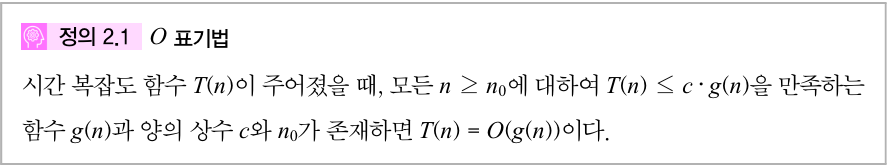 정의 2.1 O 표기법
시간 복잡도 함수 T(n)이 주어졌을 때, 모든 n ≥ n₀에 대하여 T(n) ≤ c · g(n)을 만족하는
함수 g(n)과 양의 상수 c와 n₀가 존재하면 T(n) = O(g(n))이다.